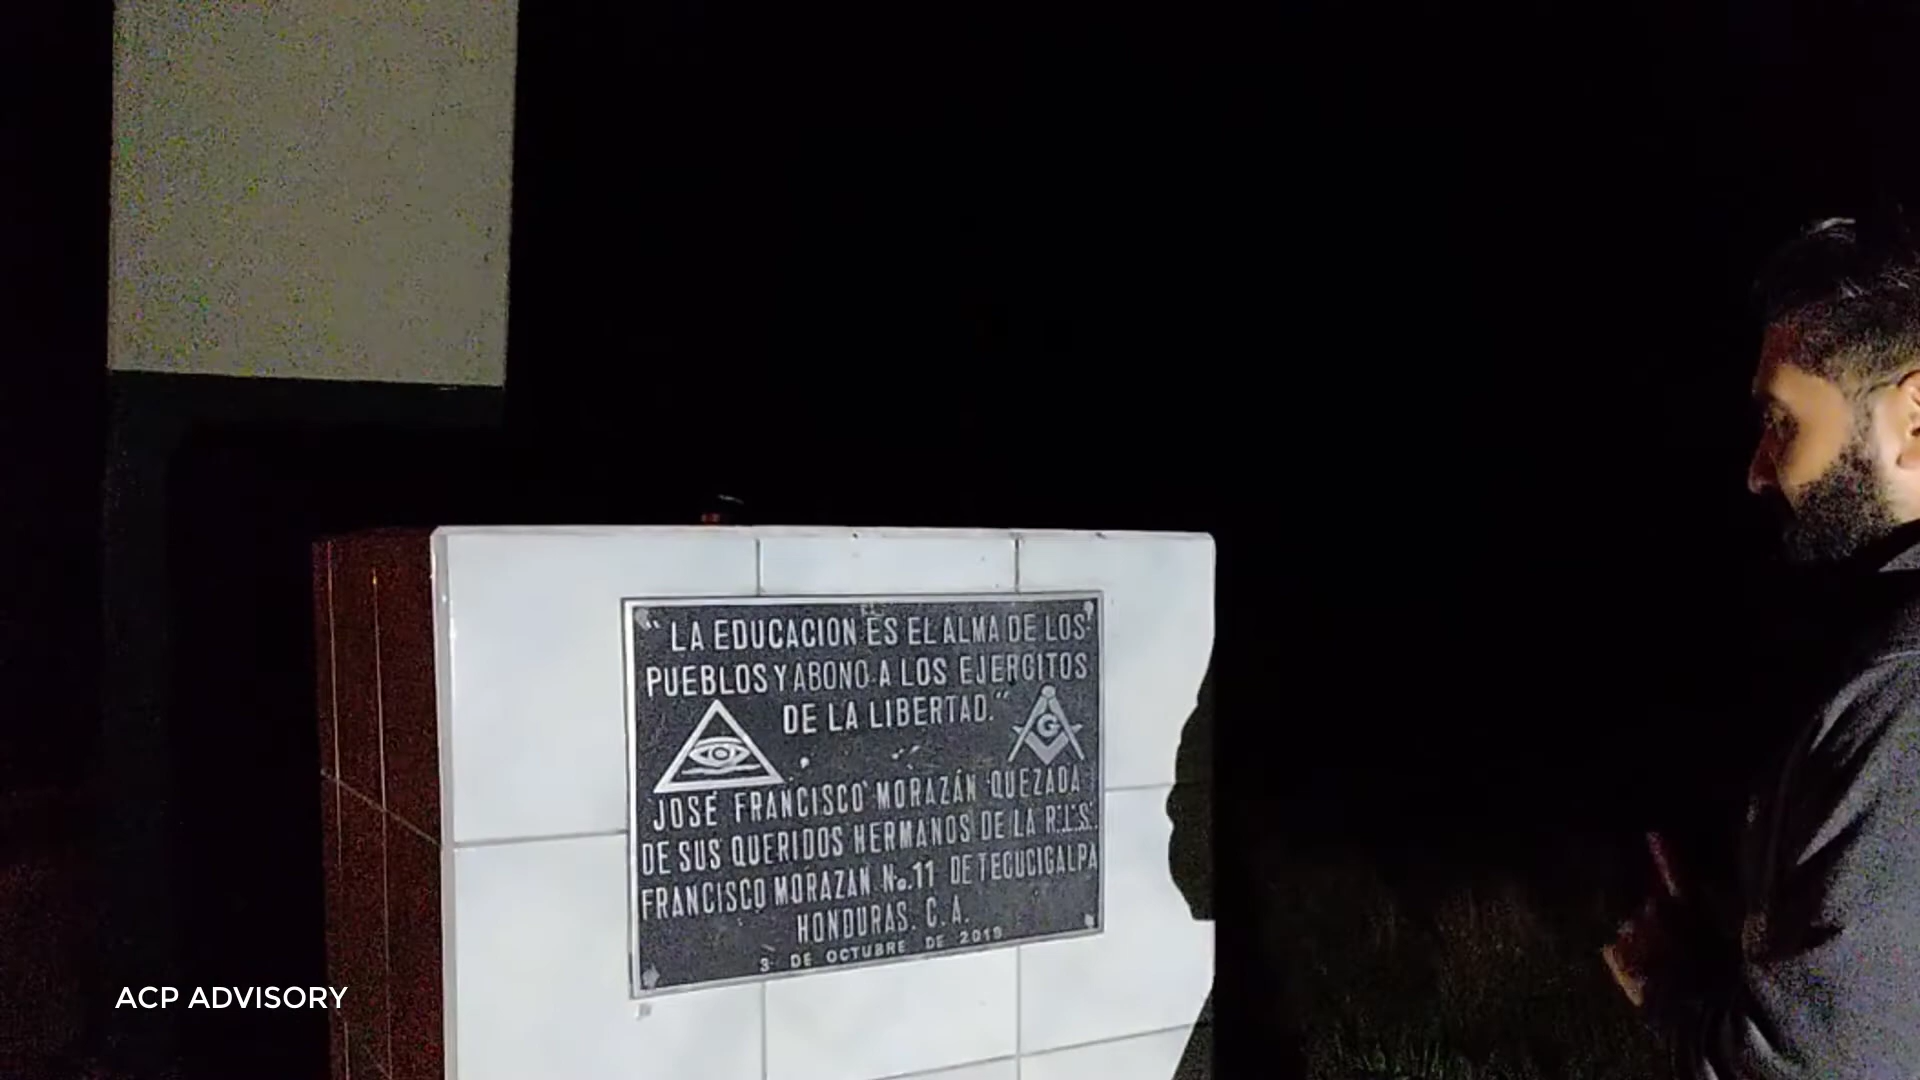 "LA EDUCACION ES EL ALMA DE LOS
PUEBLOS Y ABONO A LOS EJERCITOS
DE LA LIBERTAD."
G
JOSÉ FRANCISCO MORAZÁN QUEZADA
DE SUS QUERIDOS HERMANOS DE LA R∴L∴S∴
FRANCISCO MORAZAN No.11 DE TEGUCIGALPA
HONDURAS. C. A.
3 DE OCTUBRE DE 2019
ACP ADVISORY